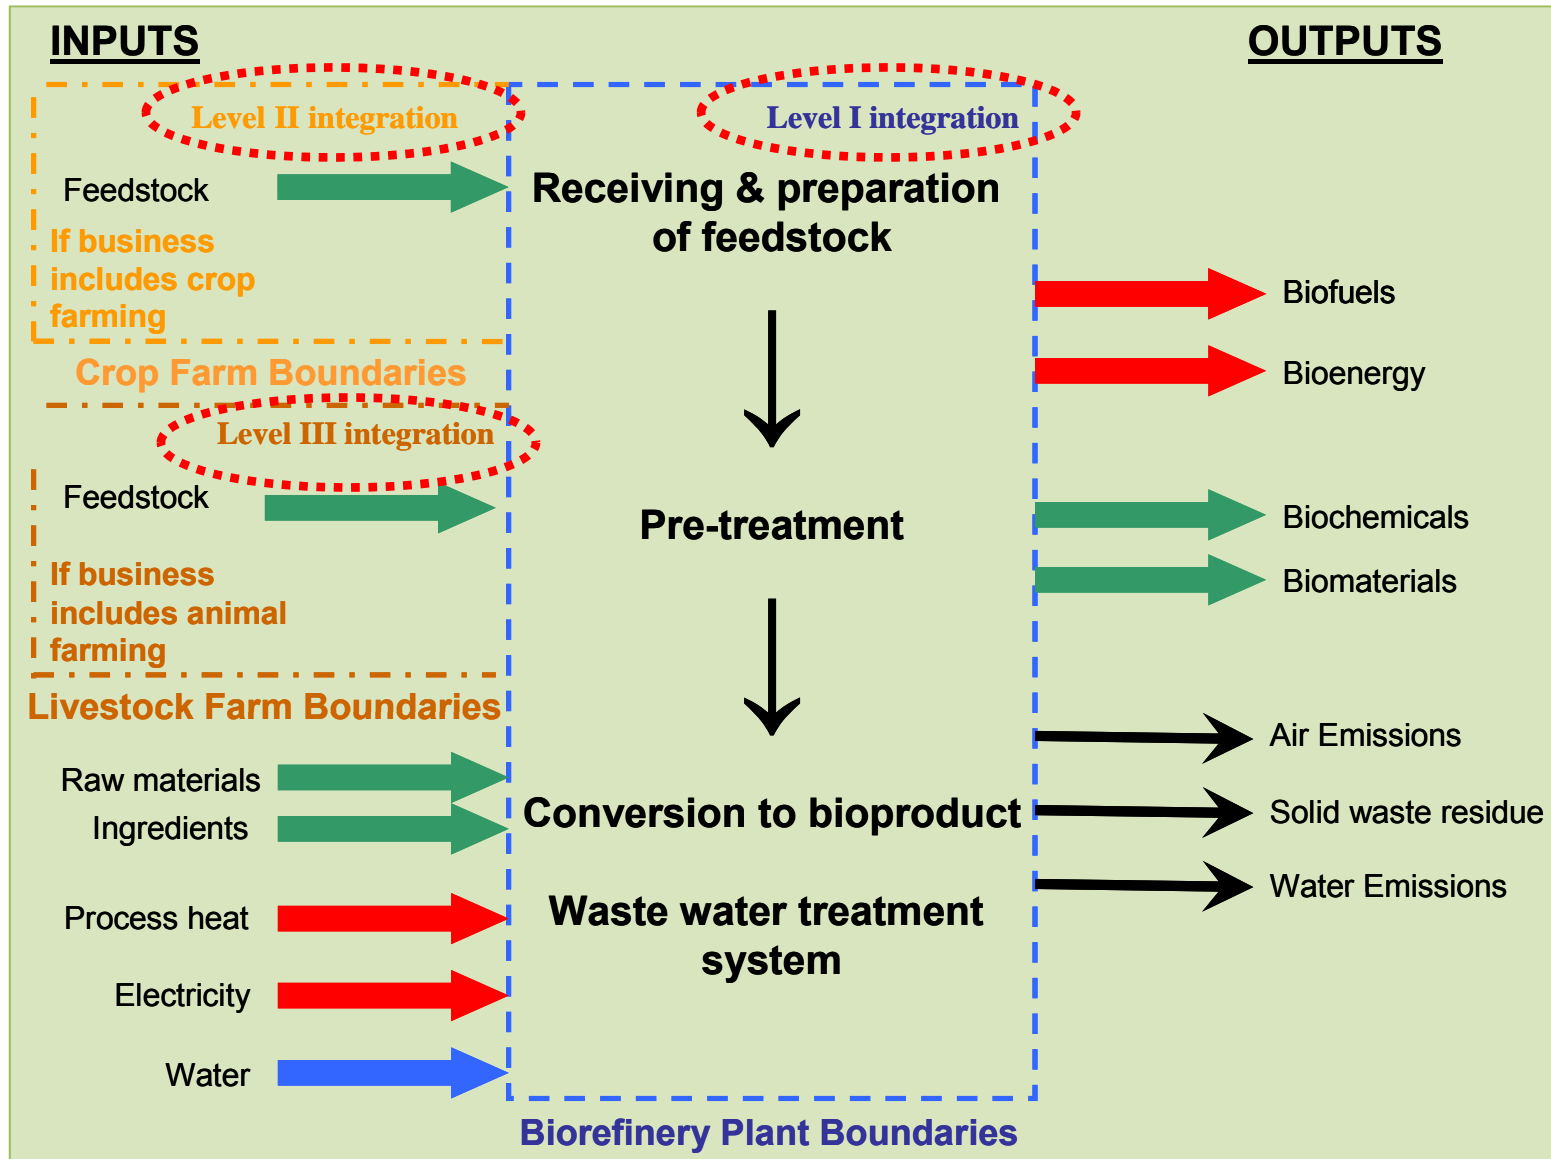 INPUTS
OUTPUTS
Level II integration
Level I integration
Feedstock
If business
includes crop
farming
Crop Farm Boundaries
Level III integration
Feedstock
If business
includes animal
farming
Livestock Farm Boundaries
Raw materials
Ingredients
Process heat
Electricity
Water
Receiving & preparation
of feedstock
Pre-treatment
Conversion to bioproduct
Waste water treatment
system
Biorefinery Plant Boundaries
Biofuels
Bioenergy
Biochemicals
Biomaterials
Air Emissions
Solid waste residue
Water Emissions